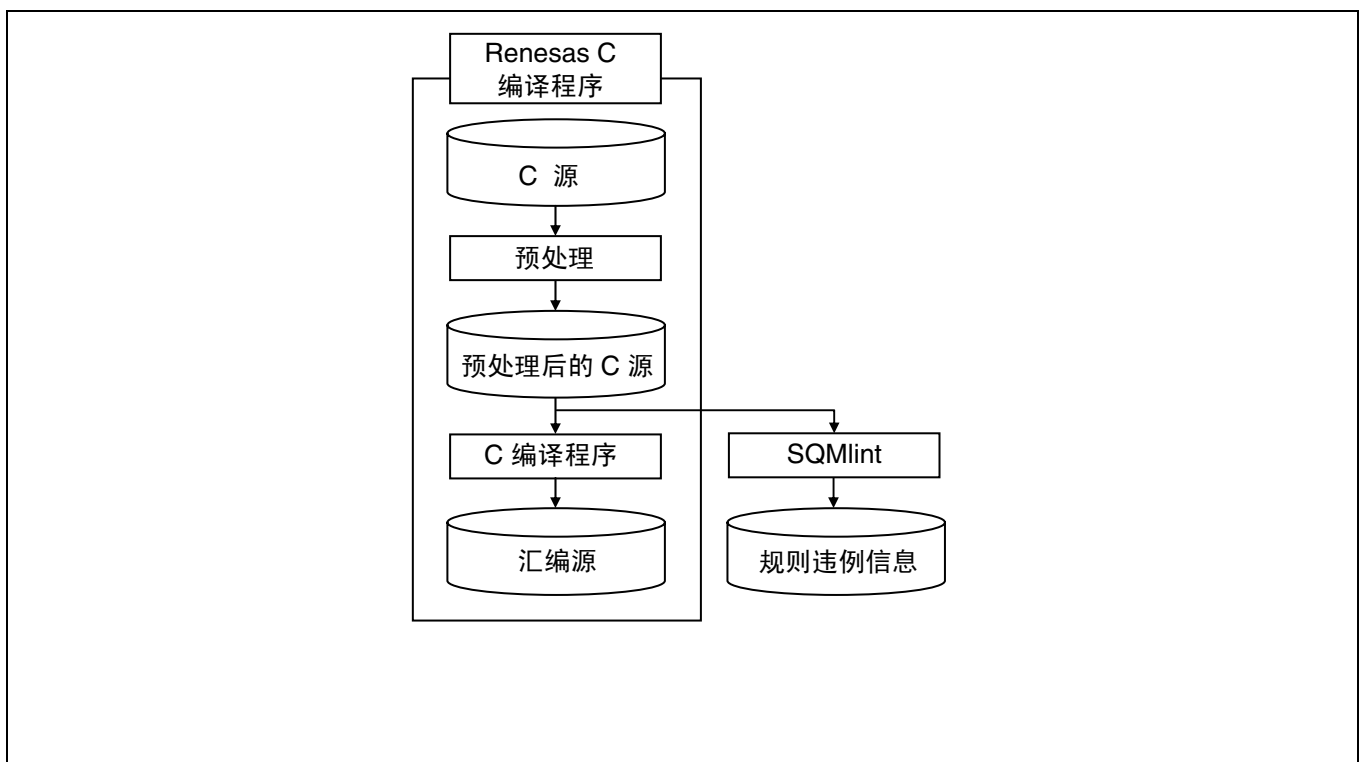 Renesas C
编译程序
C 源
预处理
预处理后的 C 源
C 编译程序
SQMlint
汇编源
规则违例信息